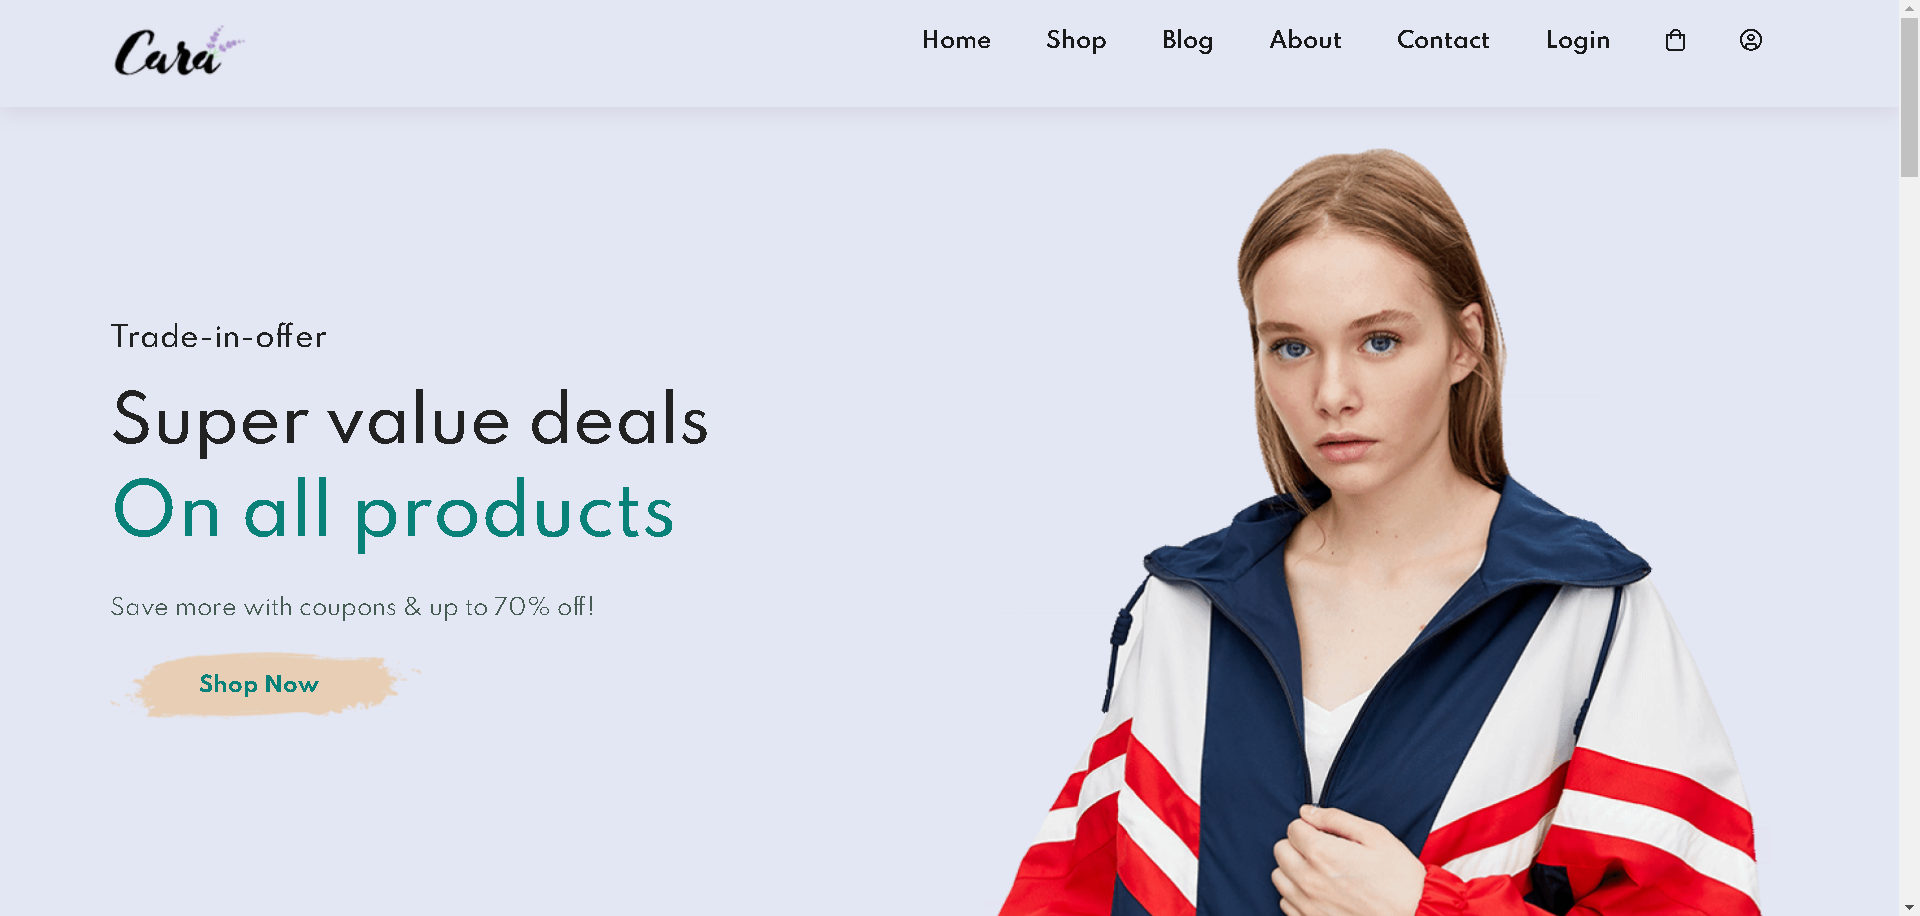 Cara
Home Shop Blog About Contact Login
Trade-in-offer
Super value deals
On all products
Save more with coupons & up to 70% off!
Shop Now